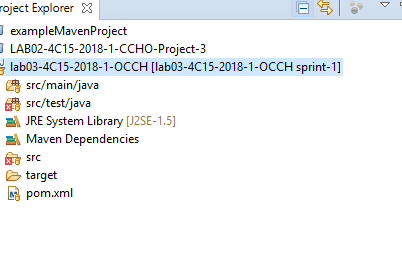 roject Explorer
exampleMavenProject
LAB02-4C15-2018-1-CCHO-Project-3
lab03-4C15-2018-1-OCCH [lab03-4C15-2018-1-OCCH sprint-1]
src/main/java
src/test/java
JRE System Library [J2SE-1.5]
Maven Dependencies
src
target
pom.xml